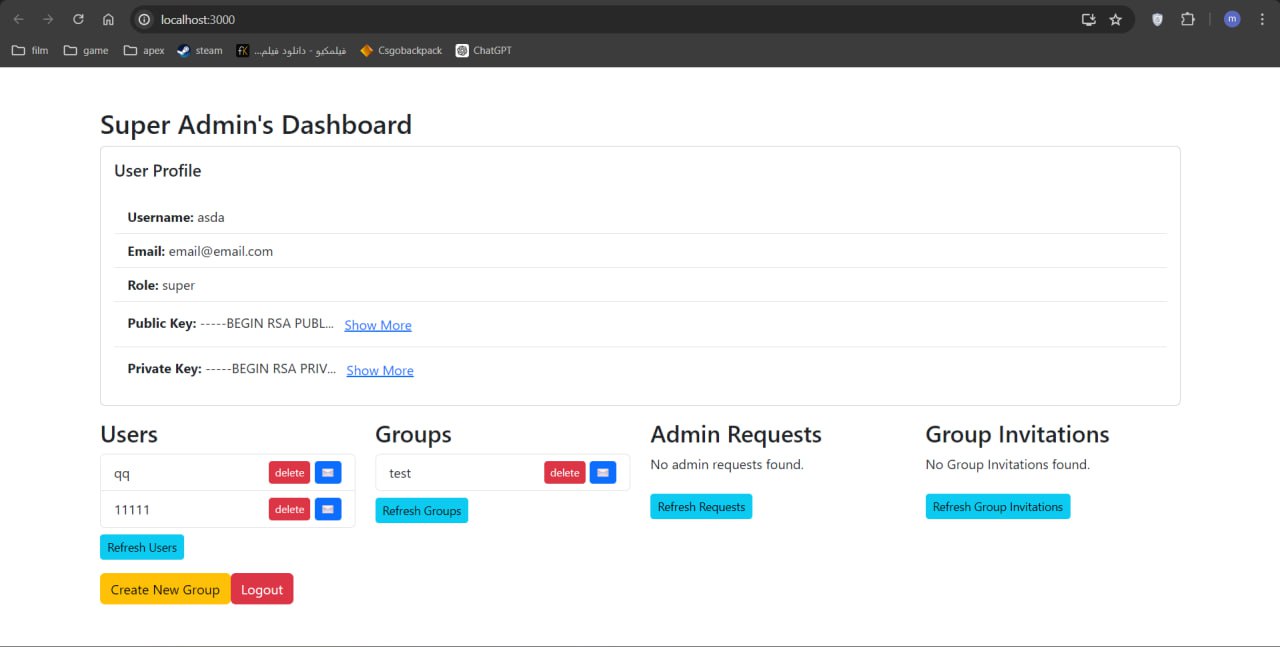 localhost:3000
m
film game apex steam فیلمکیو - دانلود فیلم... Csgobackpack ChatGPT
Super Admin's Dashboard
User Profile
Username: asda
Email: email@email.com
Role: super
Public Key: -----BEGIN RSA PUBL... Show More
Private Key: -----BEGIN RSA PRIV... Show More
Users
qq delete
11111 delete
Refresh Users
Groups
test delete
Refresh Groups
Admin Requests
No admin requests found.
Refresh Requests
Group Invitations
No Group Invitations found.
Refresh Group Invitations
Create New Group Logout